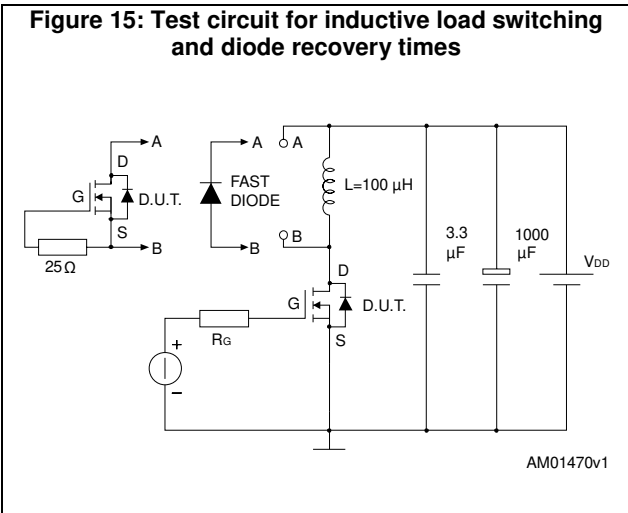 Figure 15: Test circuit for inductive load switching
and diode recovery times
A
D
G
D.U.T.
S
B
25Ω
A
FAST
DIODE
B
A
B
L=100 µH
D
G
D.U.T.
S
RG
+
–
3.3
µF
1000
µF
VDD
AM01470v1